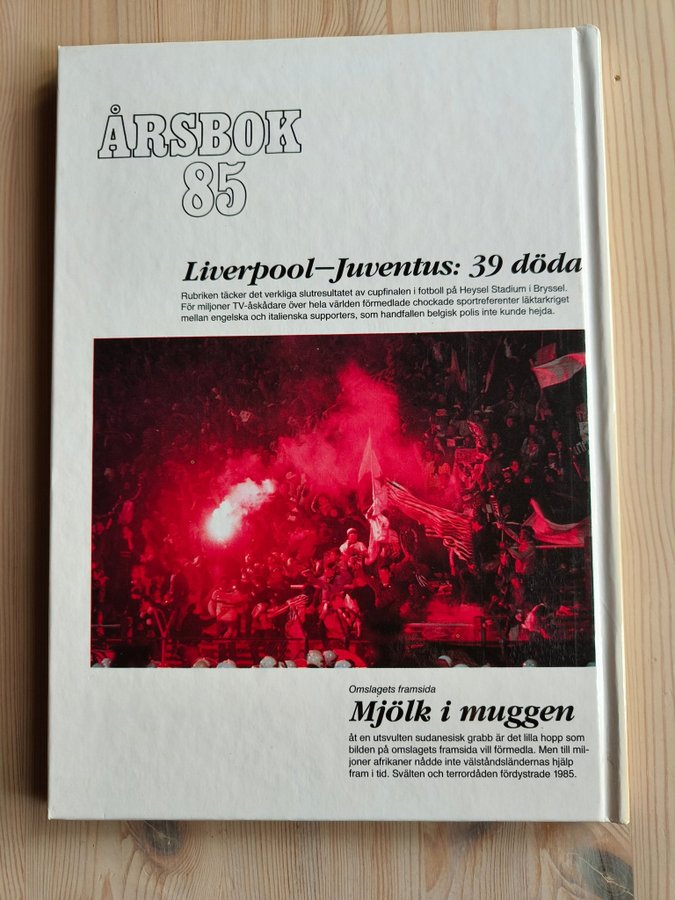 ÅRSBOK
85
Liverpool–Juventus: 39 döda
Rubriken täcker det verkliga slutresultatet av cupfinalen i fotboll på Heysel Stadium i Bryssel.
För miljoner TV-åskådare över hela världen förmedlade chockade sportreferenter läktarkriget
mellan engelska och italienska supporters, som handfallen belgisk polis inte kunde hejda.
Omslagets framsida
Mjölk i muggen
åt en utsvulten sudanesisk grabb är det lilla hopp som
bilden på omslagets framsida vill förmedla. Men till mil-
joner afrikaner nådde inte välståndsländernas hjälp
fram i tid. Svälten och terrordåden fördystrade 1985.